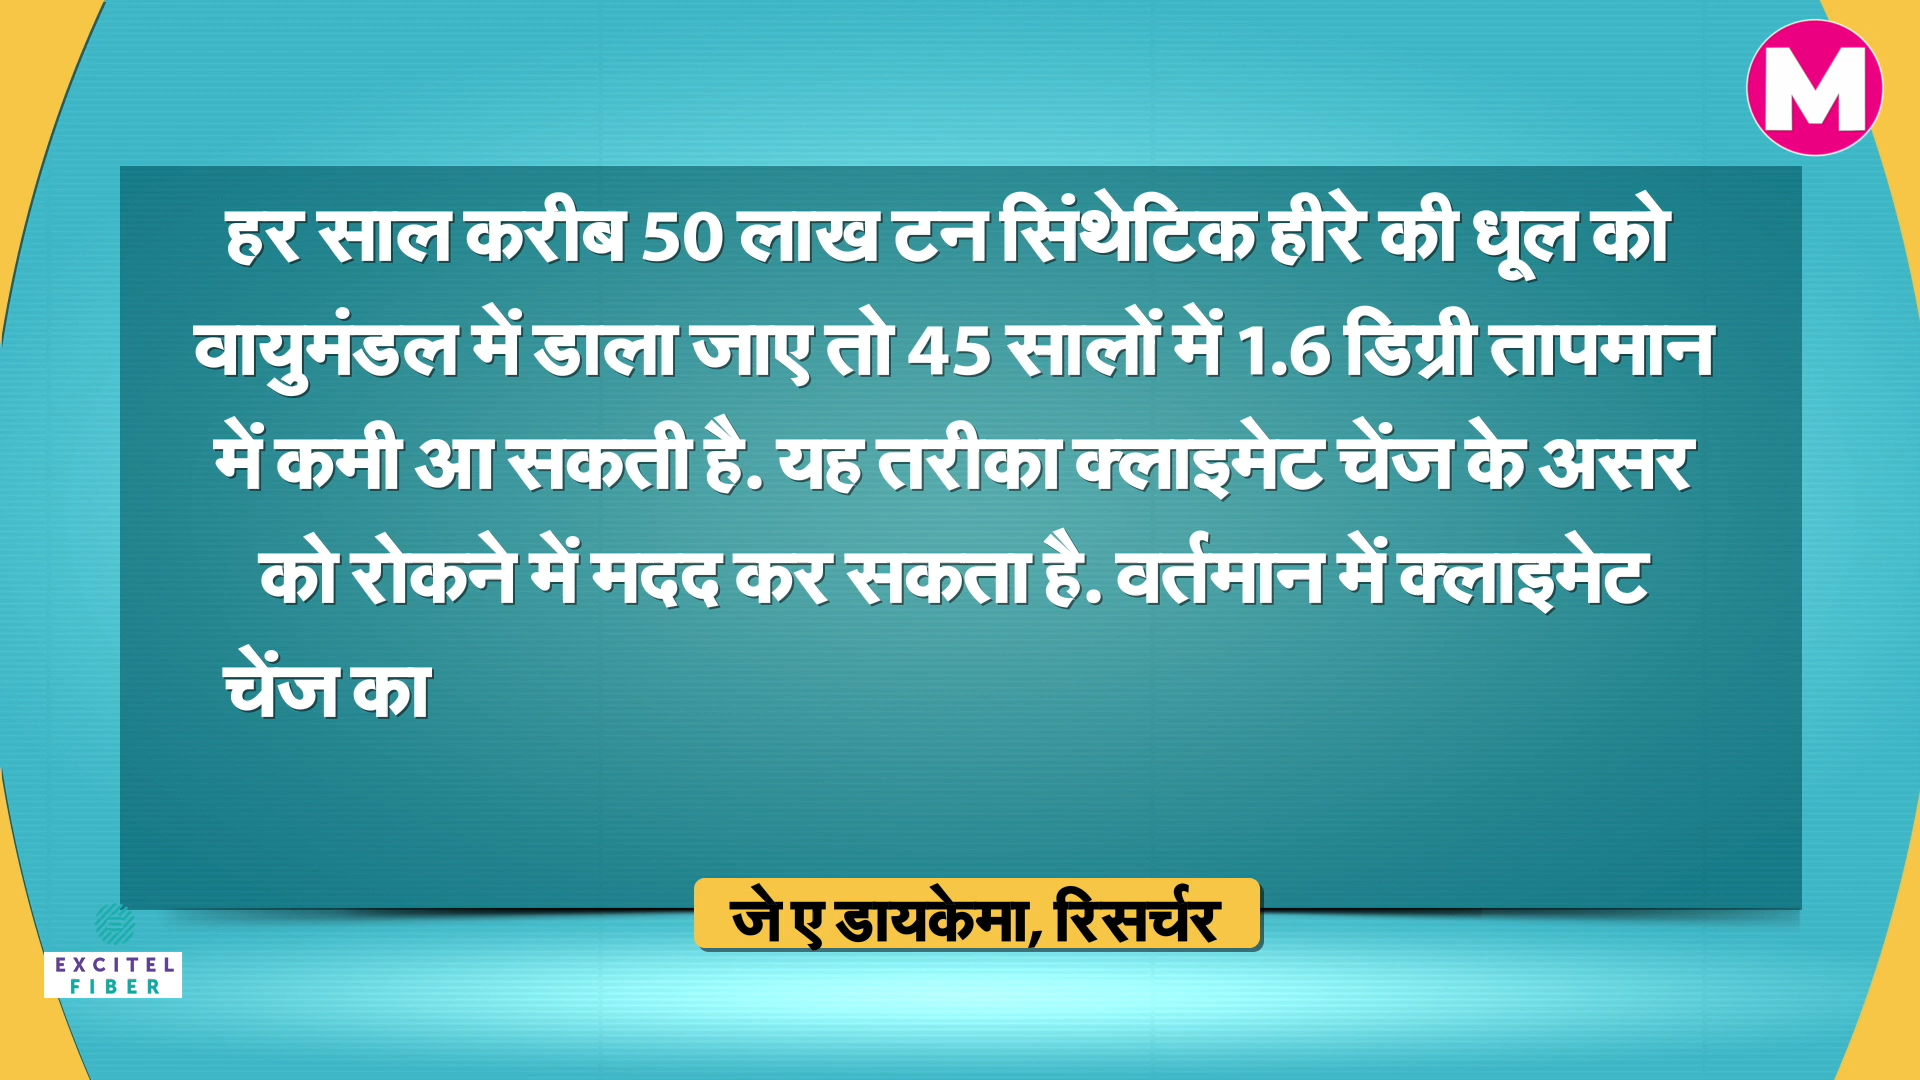 M
हर साल करीब 50 लाख टन सिंथेटिक हीरे की धूल को
वायुमंडल में डाला जाए तो 45 सालों में 1.6 डिग्री तापमान
में कमी आ सकती है. यह तरीका क्लाइमेट चेंज के असर
को रोकने में मदद कर सकता है. वर्तमान में क्लाइमेट
चेंज का
जे ए डायकेमा, रिसर्चर
EXCITEL
FIBER